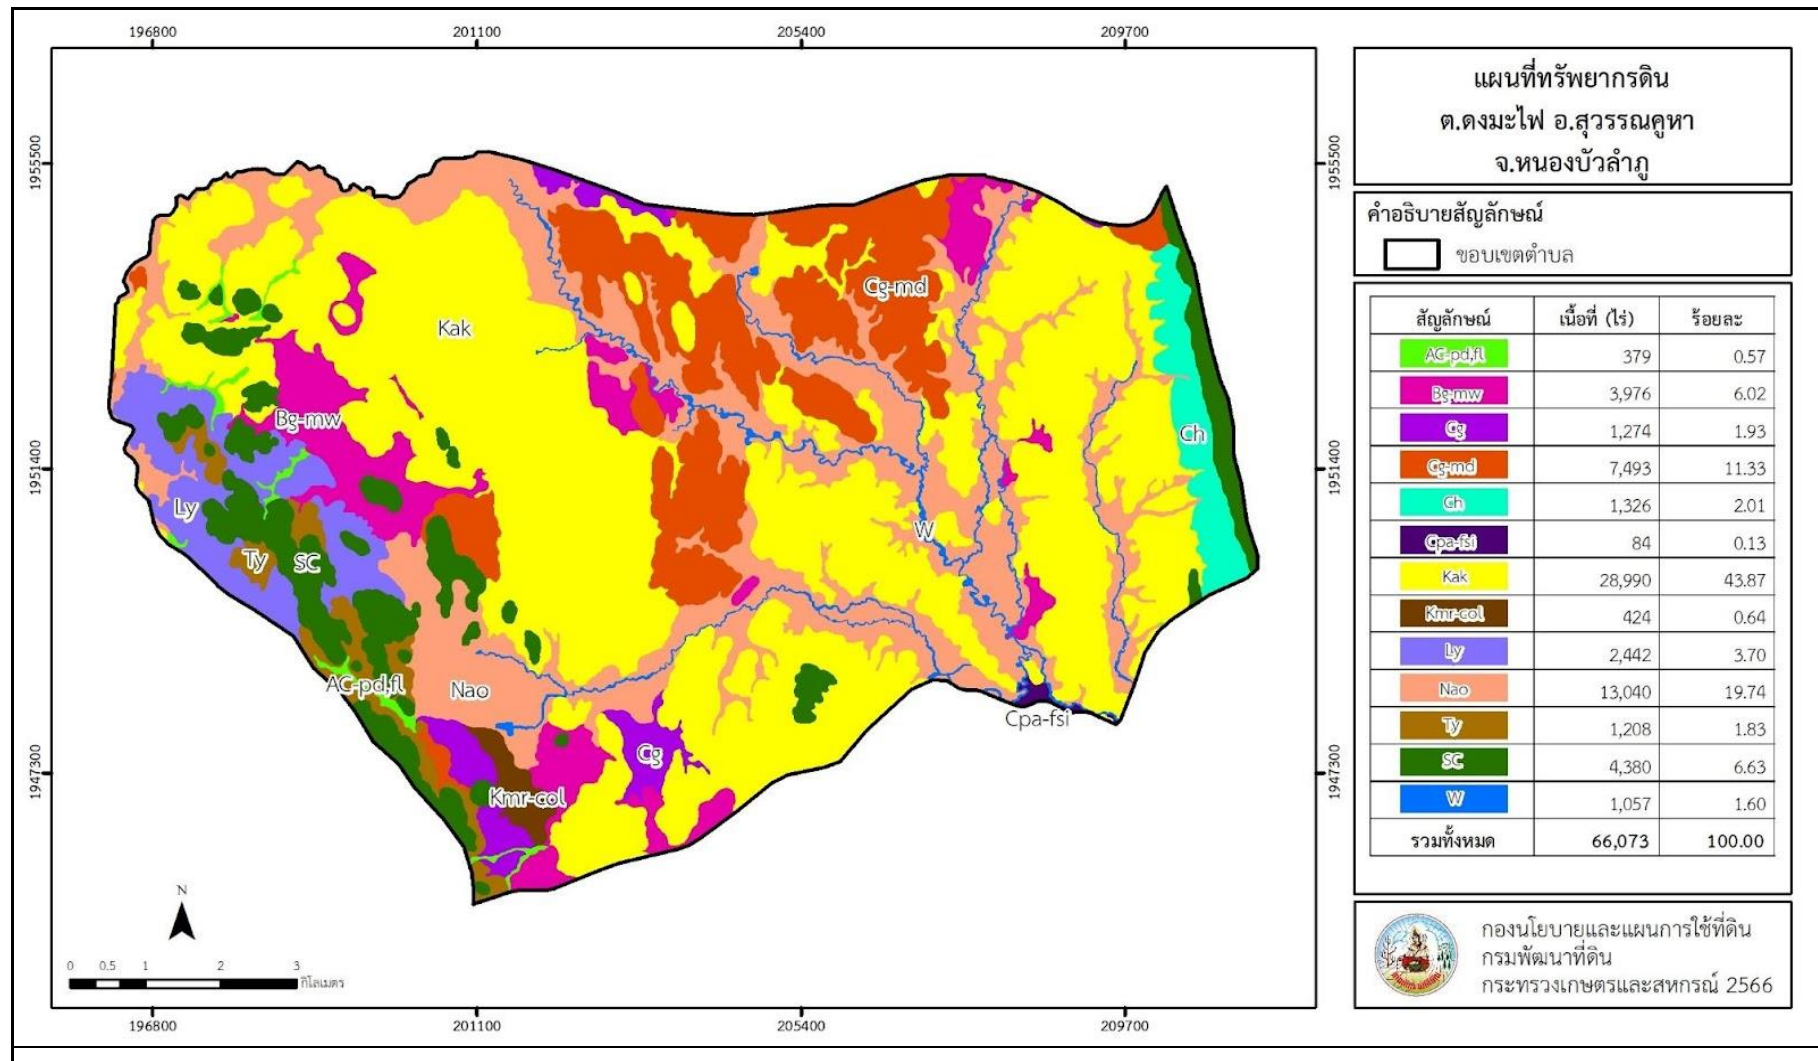 196800 201100 205400 209700
1955500
1951400
1947300
Kak
Cg-md
Bg-mw
Ch
Ly
Ty
SC
W
AC-pd,fl
Nao
Cpa-fsi
Cg
Kmr-col
N
0 0.5 1 2 3
กิโลเมตร
196800 201100 205400 209700
1955500
1951400
1947300
แผนที่ทรัพยากรดิน
ต.ดงมะไฟ อ.สุวรรณคูหา
จ.หนองบัวลำภู
คำอธิบายสัญลักษณ์
ขอบเขตตำบล
สัญลักษณ์ เนื้อที่ (ไร่) ร้อยละ
AC-pd,fl 379 0.57
Bg-mw 3,976 6.02
Cg 1,274 1.93
Cg-md 7,493 11.33
Ch 1,326 2.01
Cpa-fsi 84 0.13
Kak 28,990 43.87
Kmr-col 424 0.64
Ly 2,442 3.70
Nao 13,040 19.74
Ty 1,208 1.83
SC 4,380 6.63
W 1,057 1.60
รวมทั้งหมด 66,073 100.00
กองนโยบายและแผนการใช้ที่ดิน
กรมพัฒนาที่ดิน
กระทรวงเกษตรและสหกรณ์ 2566